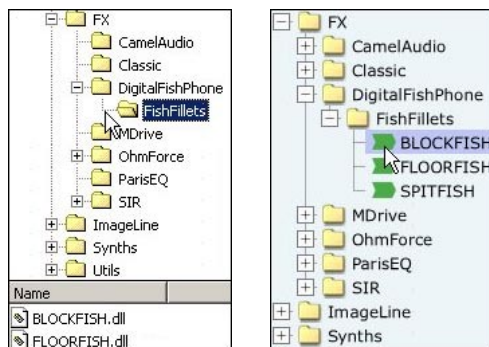 FX
CamelAudio
Classic
DigitalFishPhone
FishFillets
MDrive
OhmForce
ParisEQ
SIR
ImageLine
Synths
Utils
Name
BLOCKFISH.dll
FLOORFISH.dll
FX
CamelAudio
Classic
DigitalFishPhone
FishFillets
BLOCKFISH
FLOORFISH
SPITFISH
MDrive
OhmForce
ParisEQ
SIR
ImageLine
Synths